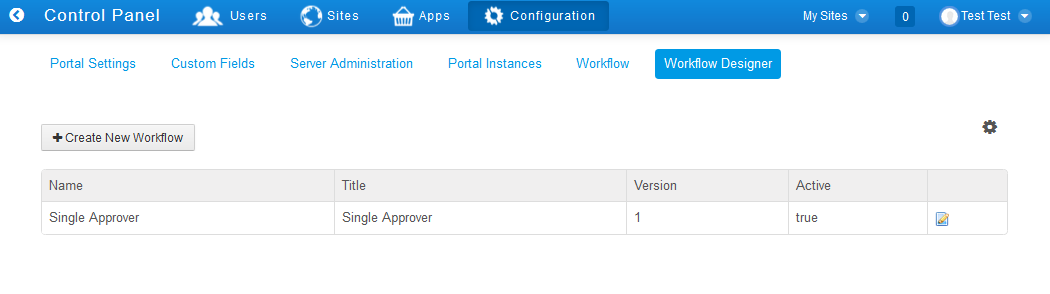 Control Panel Users Sites Apps Configuration My Sites 0 Test Test
Portal Settings Custom Fields Server Administration Portal Instances Workflow Workflow Designer
Create New Workflow
Name Title Version Active
Single Approver Single Approver 1 true